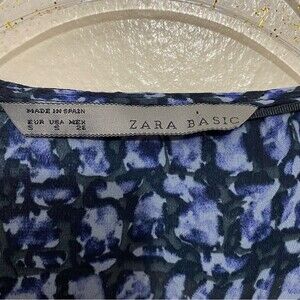 MADE IN SPAIN
EUR USA MEX
S S 26
ZARA BASIC